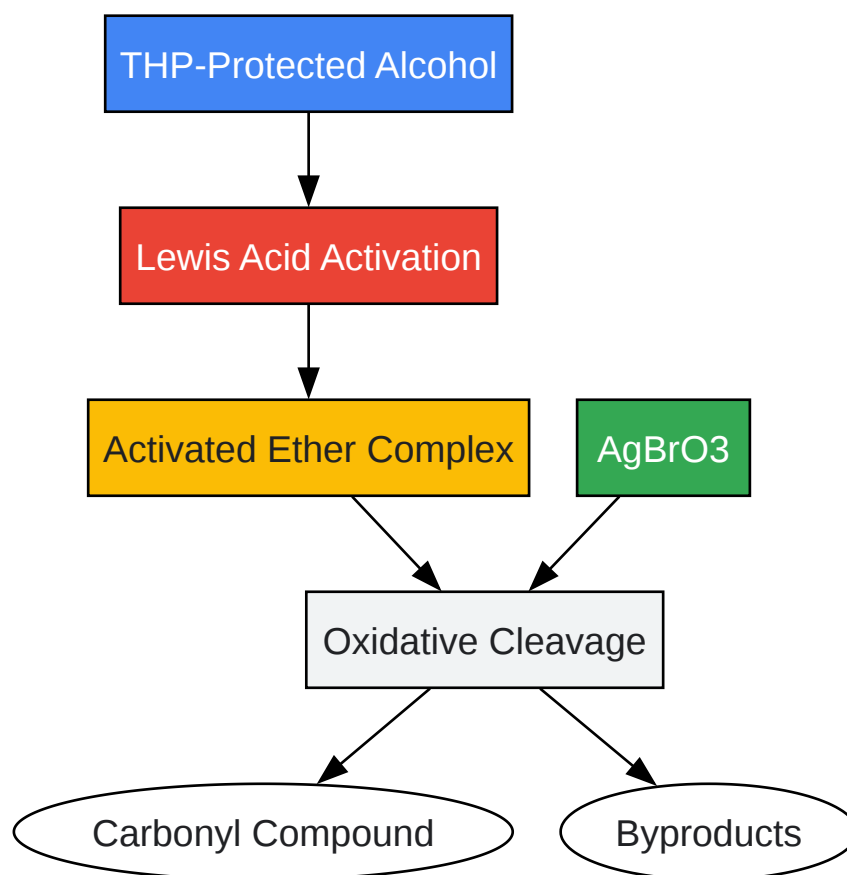 THP-Protected Alcohol
Lewis Acid Activation
Activated Ether Complex
AgBrO3
Oxidative Cleavage
Carbonyl Compound
Byproducts